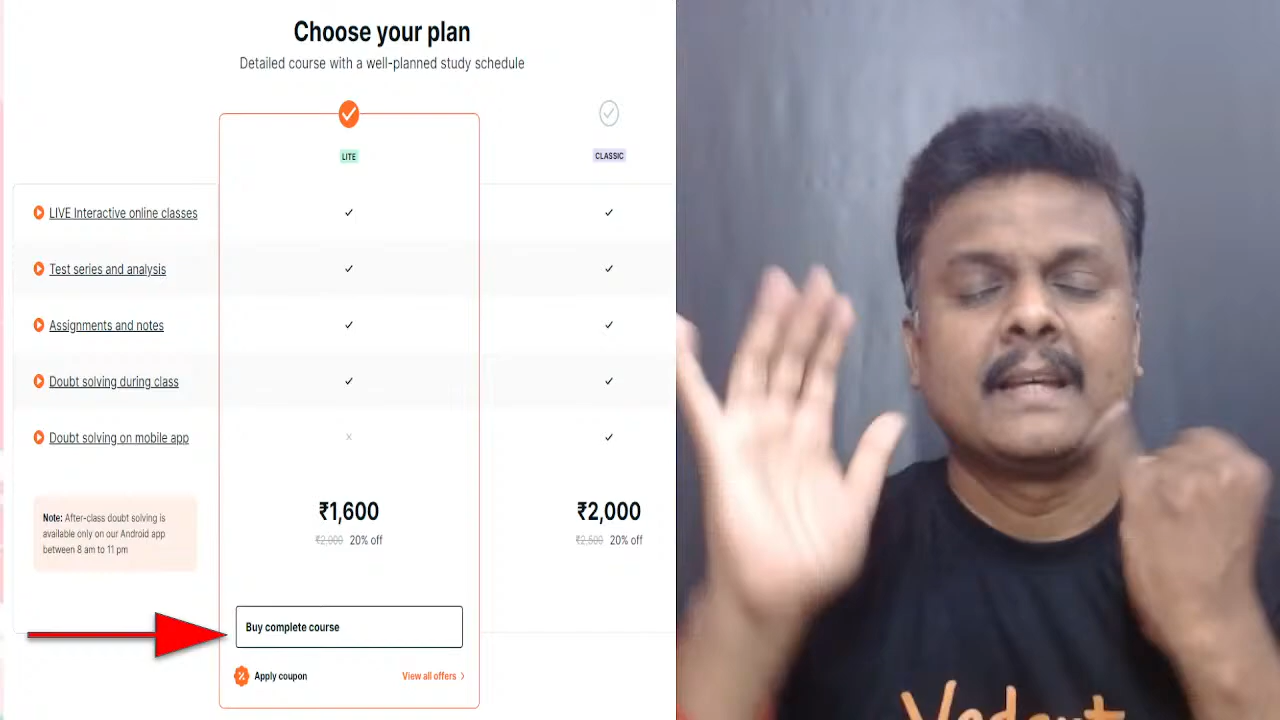 Choose your plan
Detailed course with a well-planned study schedule
LITE
CLASSIC
LIVE Interactive online classes
Test series and analysis
Assignments and notes
Doubt solving during class
Doubt solving on mobile app
₹1,600
₹2,000
₹2,000 20% off
₹2,500 20% off
Note: After-class doubt solving is
available only on our Android app
between 8 am to 11 pm
Buy complete course
Apply coupon
View all offers